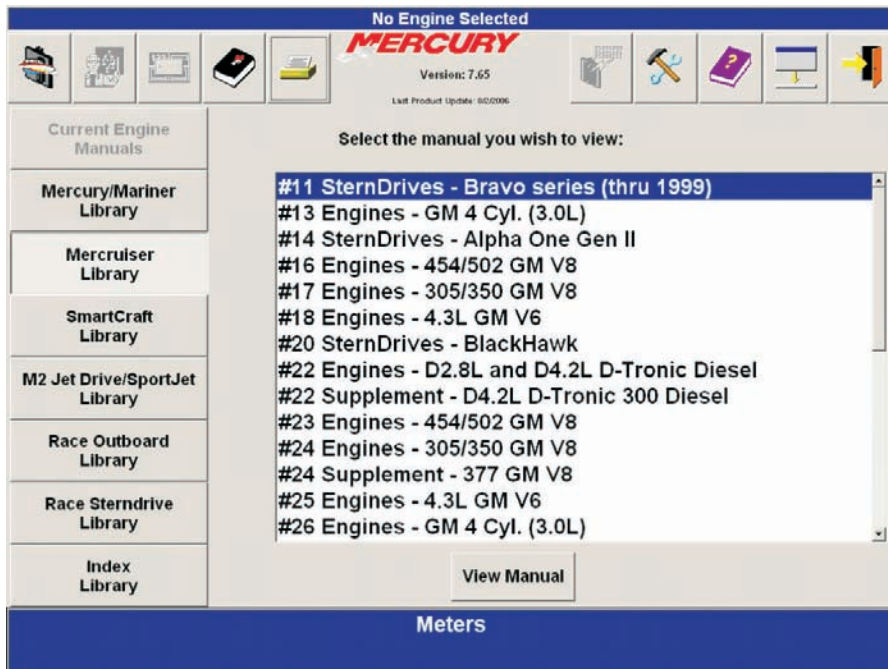 No Engine Selected
MERCURY
Version: 7.65
Last Product Update: 8/2/2006
Current Engine
Manuals
Mercury/Mariner
Library
Mercruiser
Library
SmartCraft
Library
M2 Jet Drive/SportJet
Library
Race Outboard
Library
Race Sterndrive
Library
Index
Library
Select the manual you wish to view:
#11 SternDrives - Bravo series (thru 1999)
#13 Engines - GM 4 Cyl. (3.0L)
#14 SternDrives - Alpha One Gen II
#16 Engines - 454/502 GM V8
#17 Engines - 305/350 GM V8
#18 Engines - 4.3L GM V6
#20 SternDrives - BlackHawk
#22 Engines - D2.8L and D4.2L D-Tronic Diesel
#22 Supplement - D4.2L D-Tronic 300 Diesel
#23 Engines - 454/502 GM V8
#24 Engines - 305/350 GM V8
#24 Supplement - 377 GM V8
#25 Engines - 4.3L GM V6
#26 Engines - GM 4 Cyl. (3.0L)
View Manual
Meters